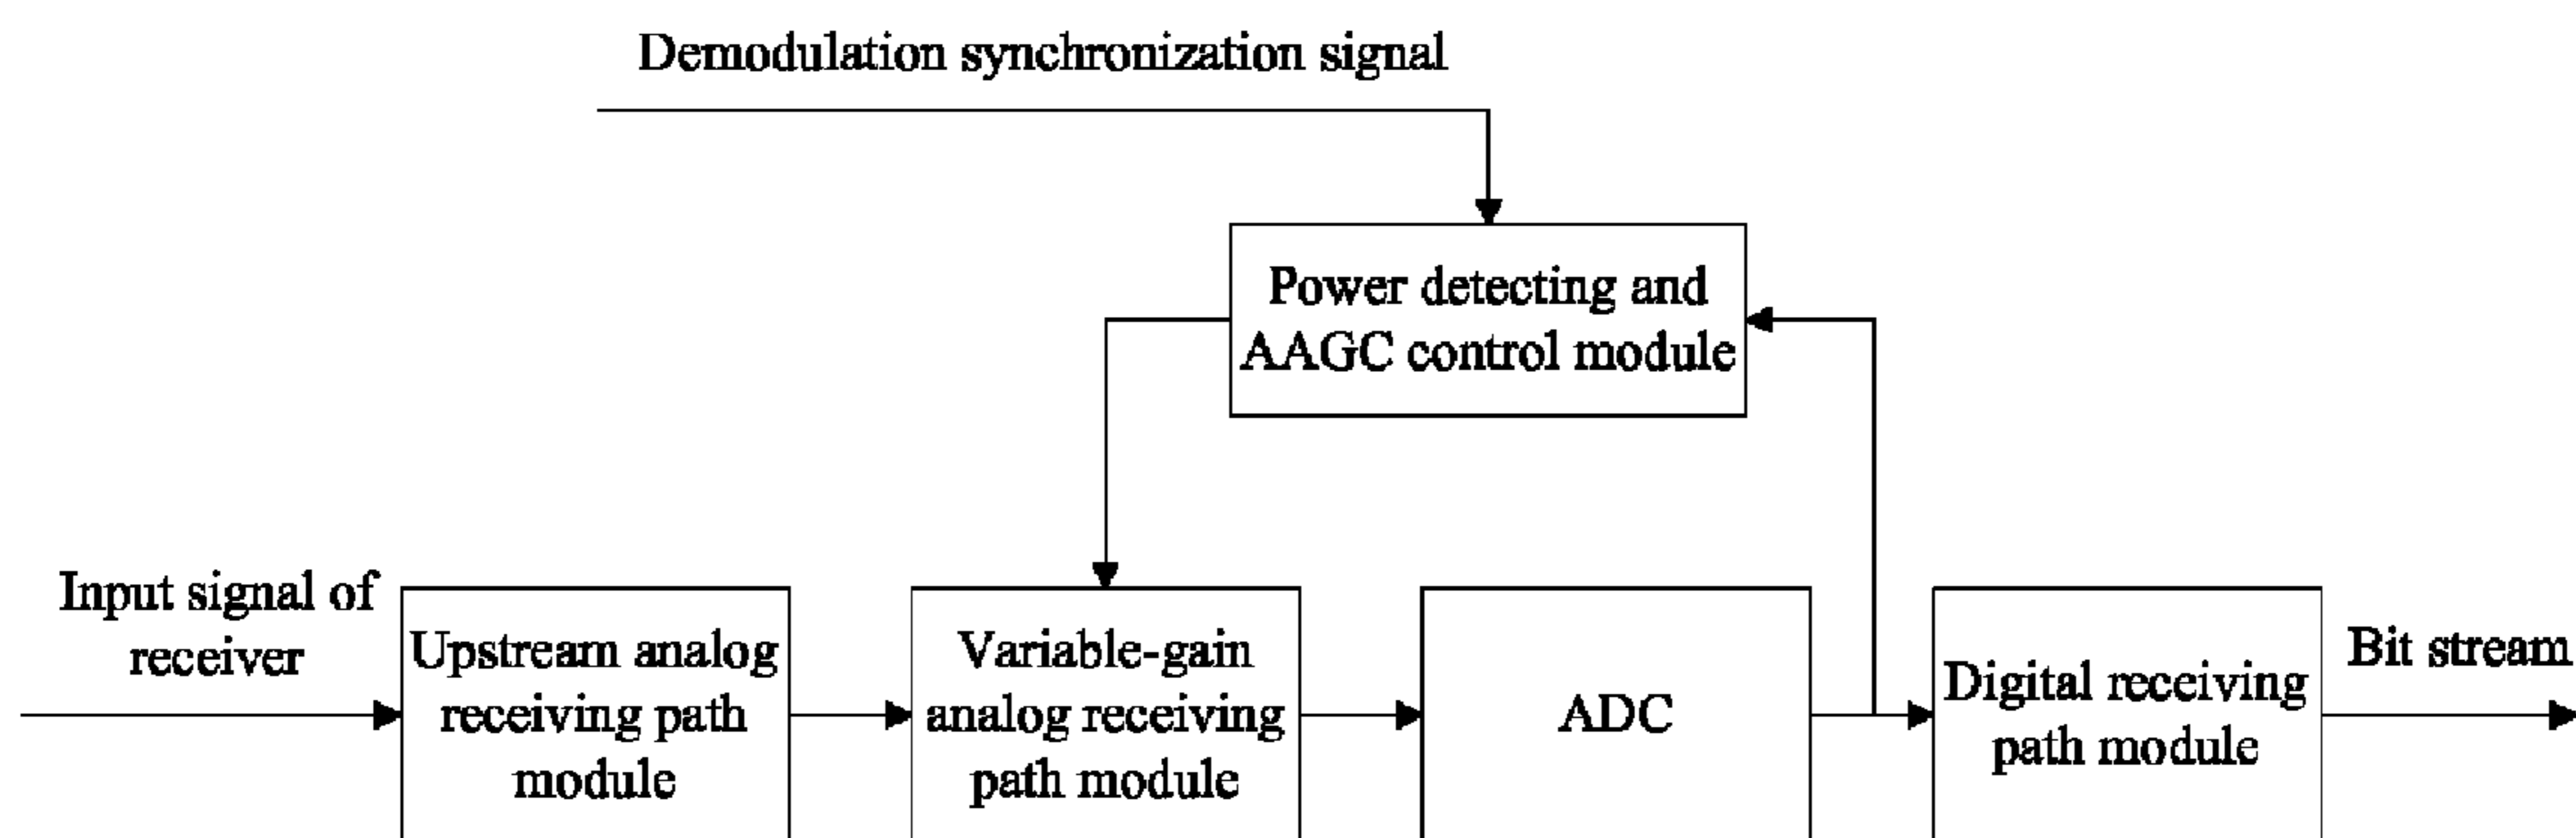 Demodulation synchronization signal
Power detecting and
AAGC control module
Input signal of
receiver
Upstream analog
receiving path
module
Variable-gain
analog receiving
path module
ADC
Digital receiving
path module
Bit stream